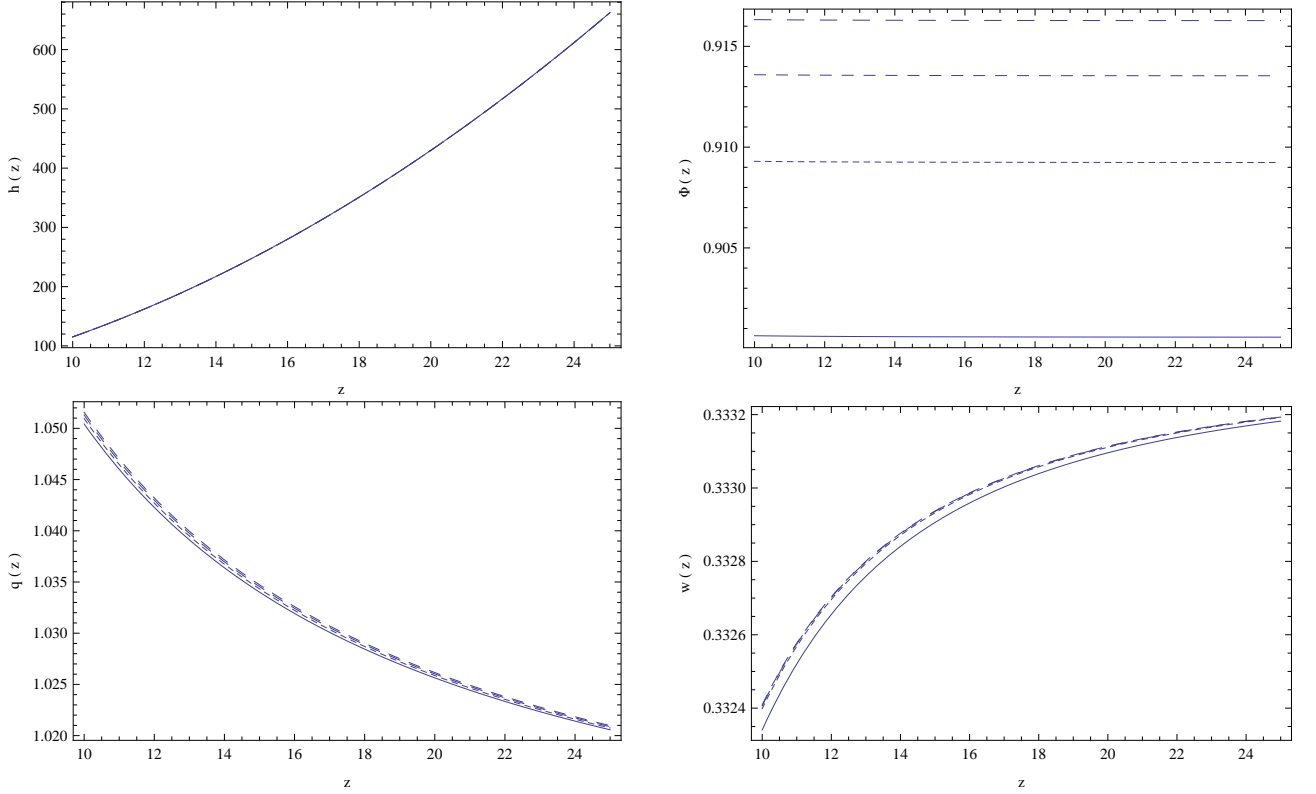 600
500
400
300
200
100
h ( z )
10 12 14 16 18 20 22 24
z
0.915
0.910
0.905
Φ ( z )
10 12 14 16 18 20 22 24
z
1.050
1.045
1.040
1.035
1.030
1.025
1.020
q ( z )
10 12 14 16 18 20 22 24
z
0.3332
0.3330
0.3328
0.3326
0.3324
w ( z )
10 12 14 16 18 20 22 24
z